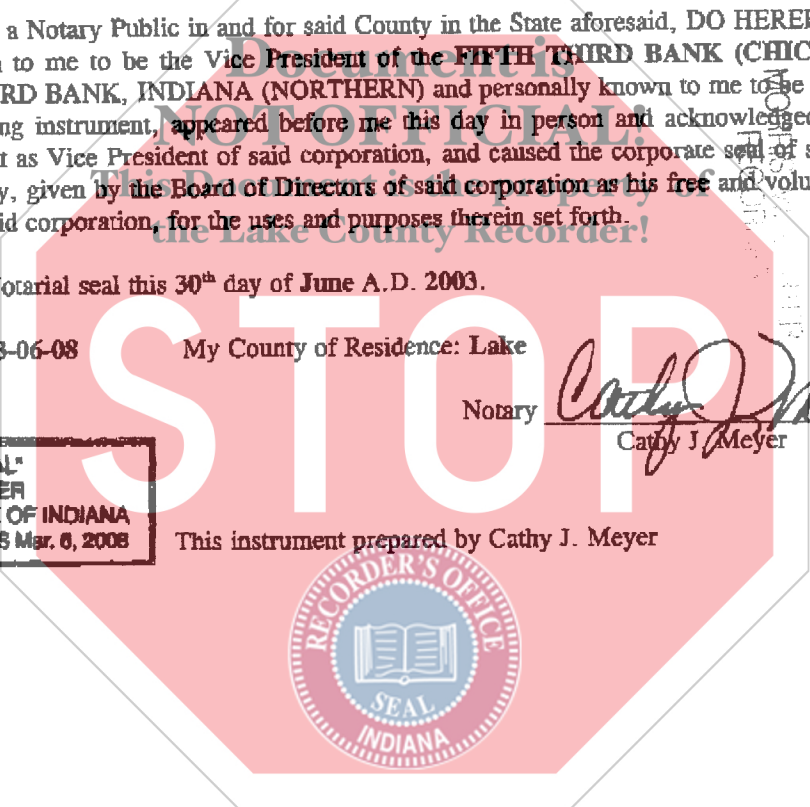 a Notary Public in and for said County in the State aforesaid, DO HERE
to me to be the Vice President of the FIFTH THIRD BANK (CHIC
RD BANK, INDIANA (NORTHERN) and personally known to me to be
ng instrument, appeared before me this day in person and acknowledged
t as Vice President of said corporation, and caused the corporate seal of s
y, given by the Board of Directors of said corporation as his free and volu
id corporation, for the uses and purposes therein set forth.
Document is
NOT OFFICIAL!
This Document is the property of
the Lake County Recorder!
Notarial seal this 30th day of June A.D. 2003.
3-06-08 My County of Residence: Lake
STOP
Notary
Cathy J. Meyer
AL"
ER
OF INDIANA
S Mar. 6, 2008
This instrument prepared by Cathy J. Meyer
RECORDER'S OFFICE
SEAL
INDIANA